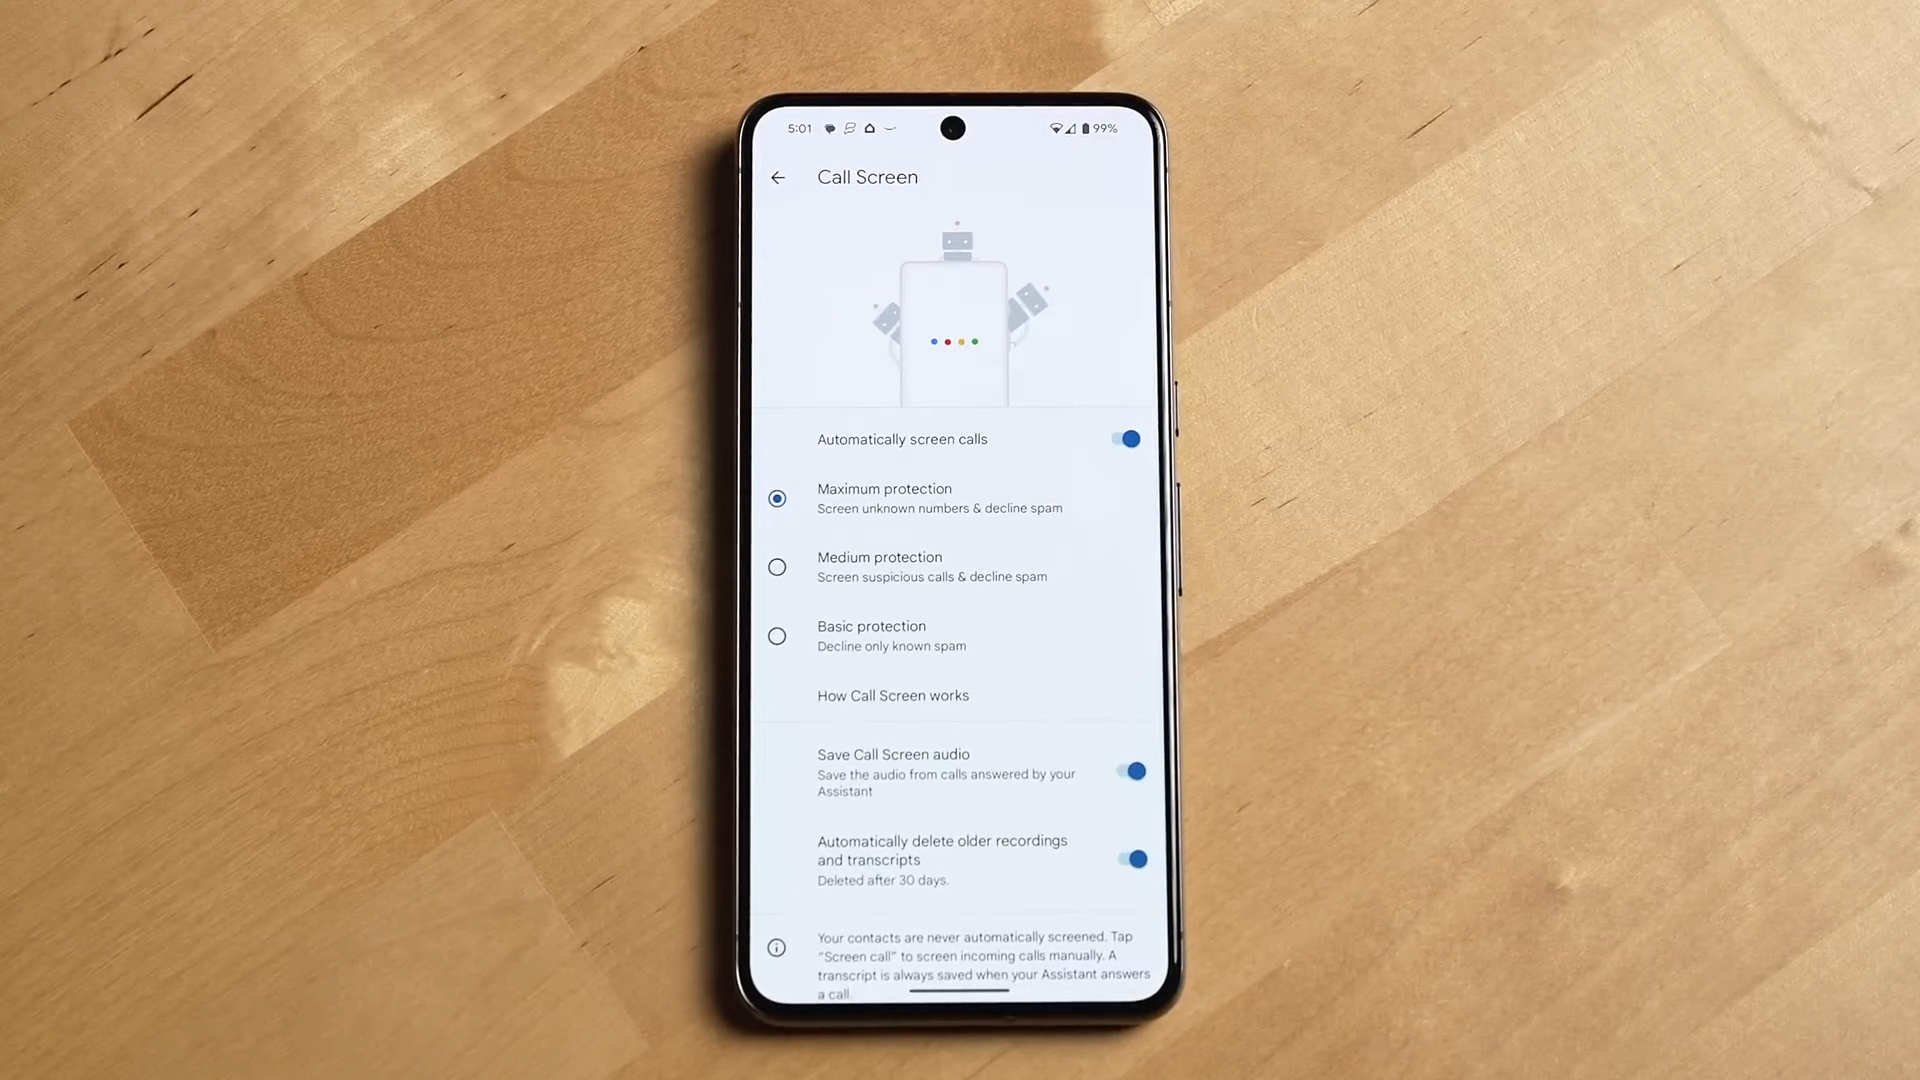 5:01
99%
Call Screen
Automatically screen calls
Maximum protection
Screen unknown numbers & decline spam
Medium protection
Screen suspicious calls & decline spam
Basic protection
Decline only known spam
How Call Screen works
Save Call Screen audio
Save the audio from calls answered by your
Assistant
Automatically delete older recordings
and transcripts
Deleted after 30 days.
Your contacts are never automatically screened. Tap
“Screen call” to screen incoming calls manually. A
transcript is always saved when your Assistant answers
a call.